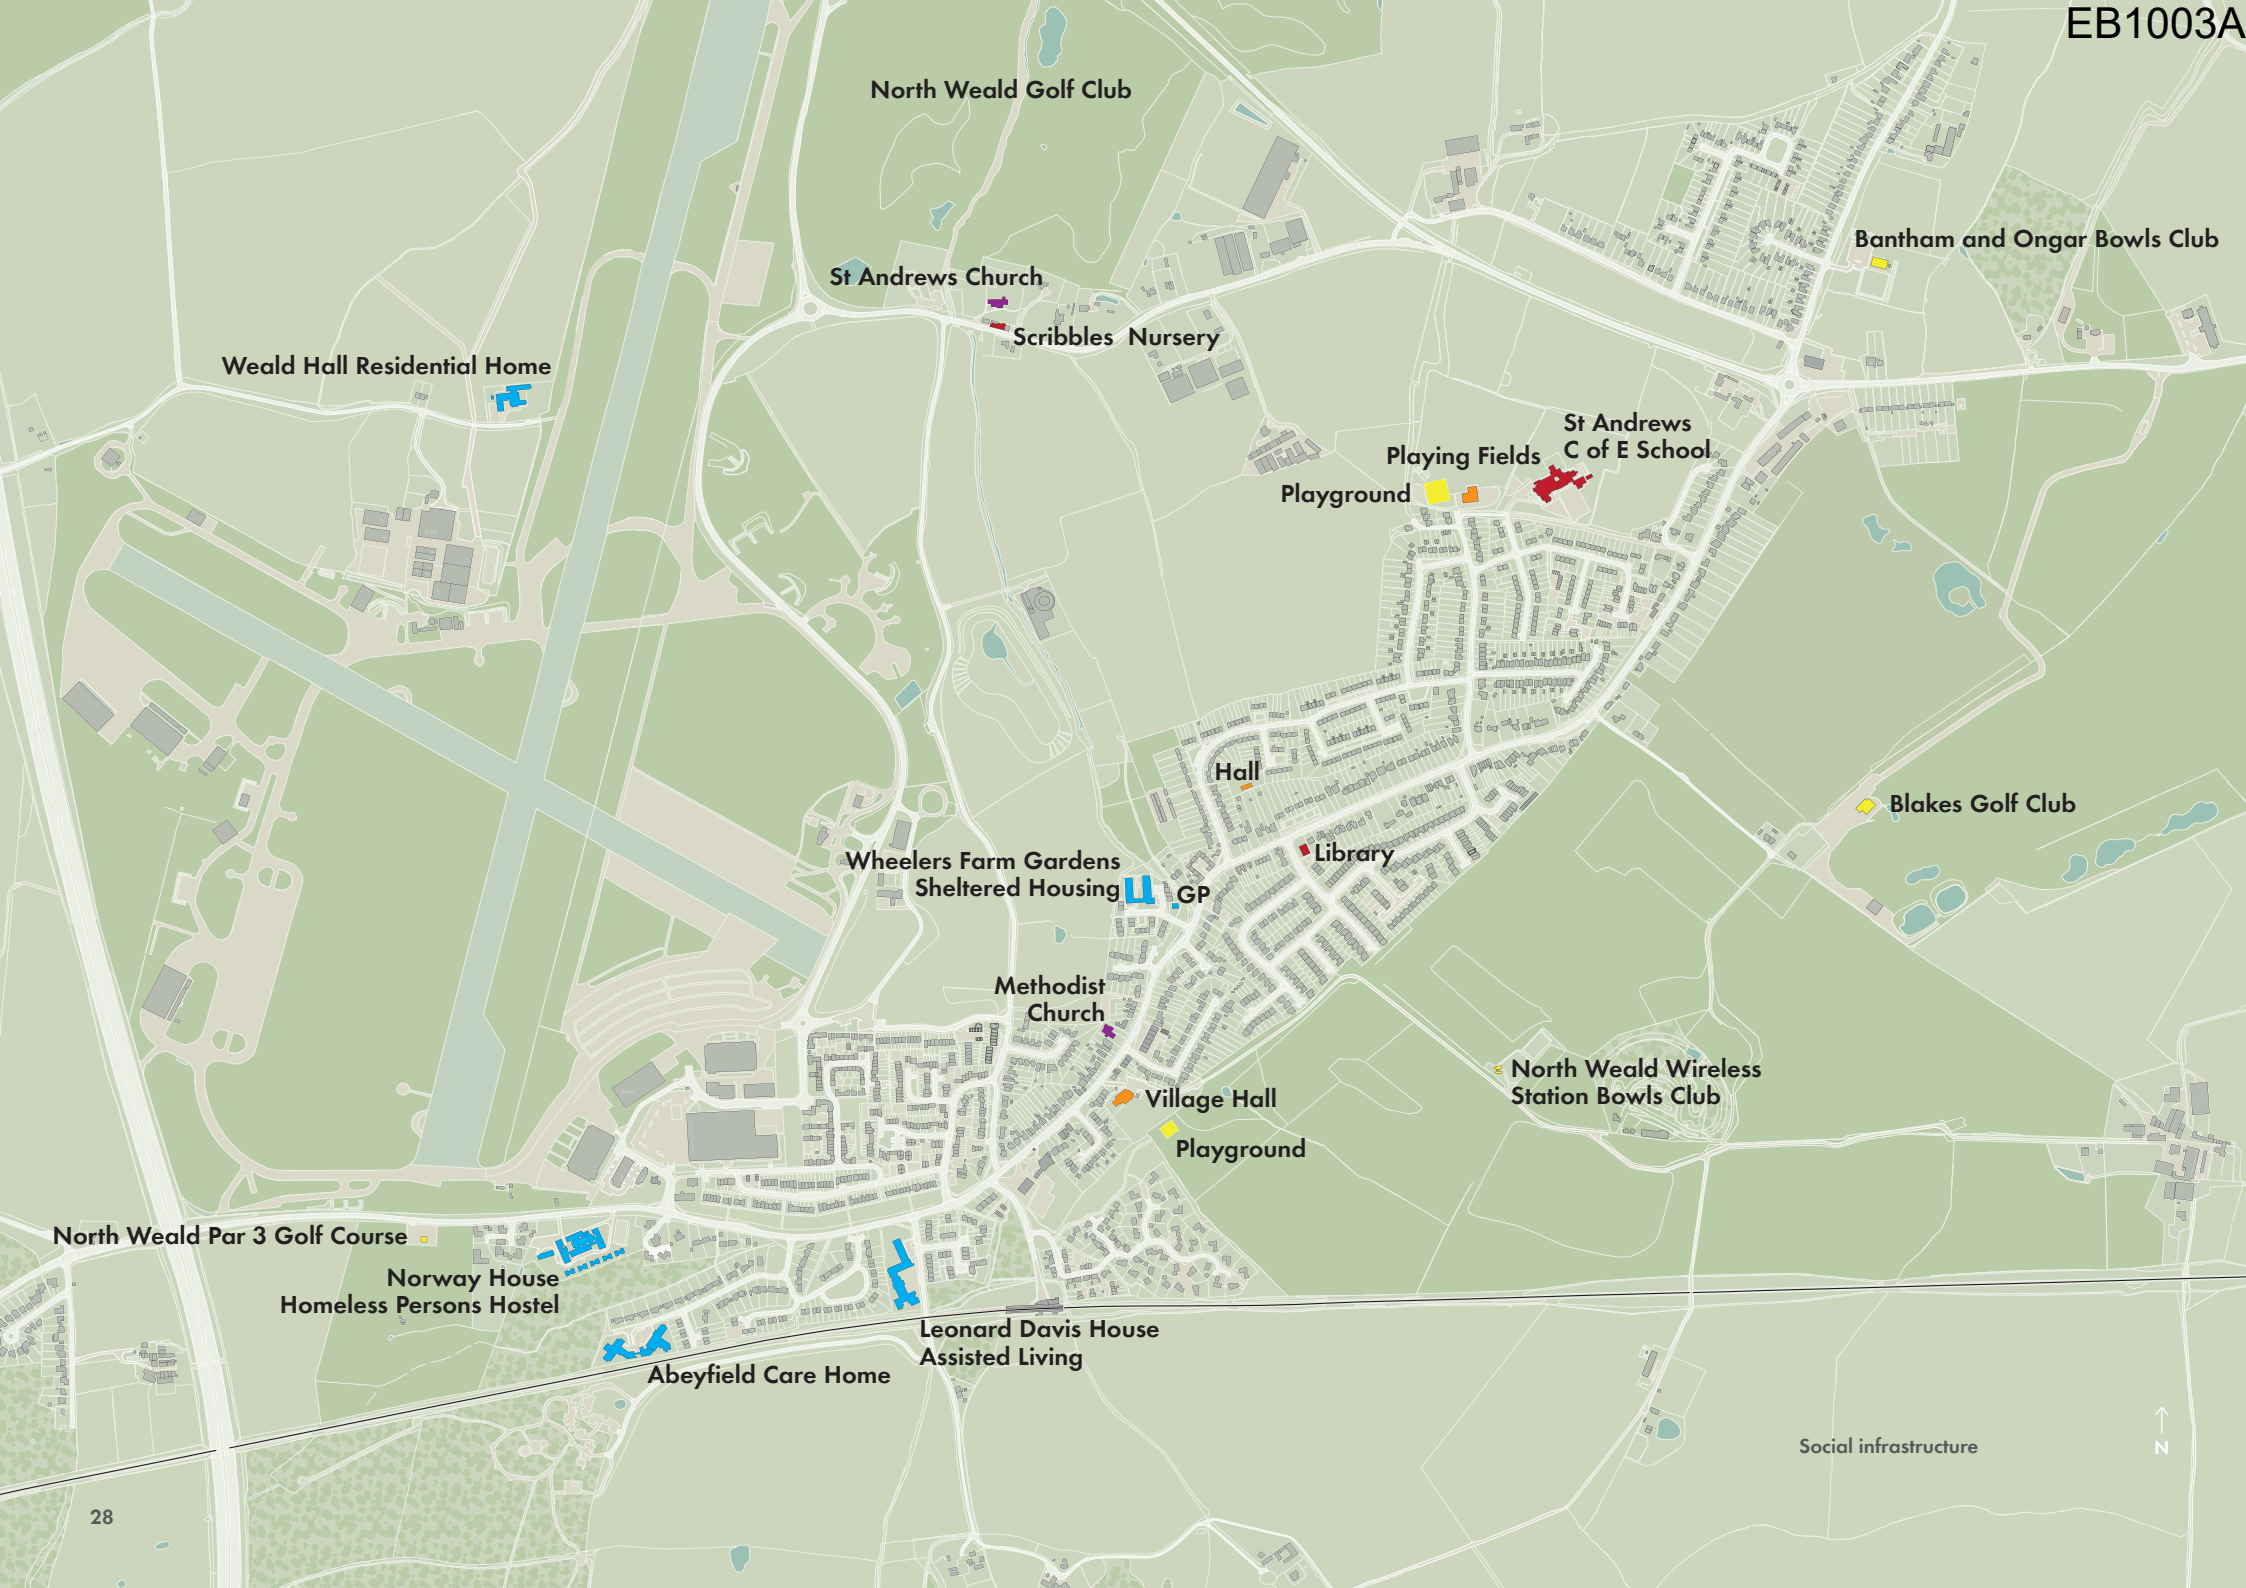 EB1003A
North Weald Golf Club
Bantham and Ongar Bowls Club
St Andrews Church
Scribbles Nursery
Weald Hall Residential Home
St Andrews
C of E School
Playing Fields
Playground
Hall
Blakes Golf Club
Library
Wheelers Farm Gardens
Sheltered Housing
GP
Methodist
Church
North Weald Wireless
Station Bowls Club
Village Hall
Playground
North Weald Par 3 Golf Course
Norway House
Homeless Persons Hostel
Leonard Davis House
Assisted Living
Abeyfield Care Home
Social infrastructure
N
28